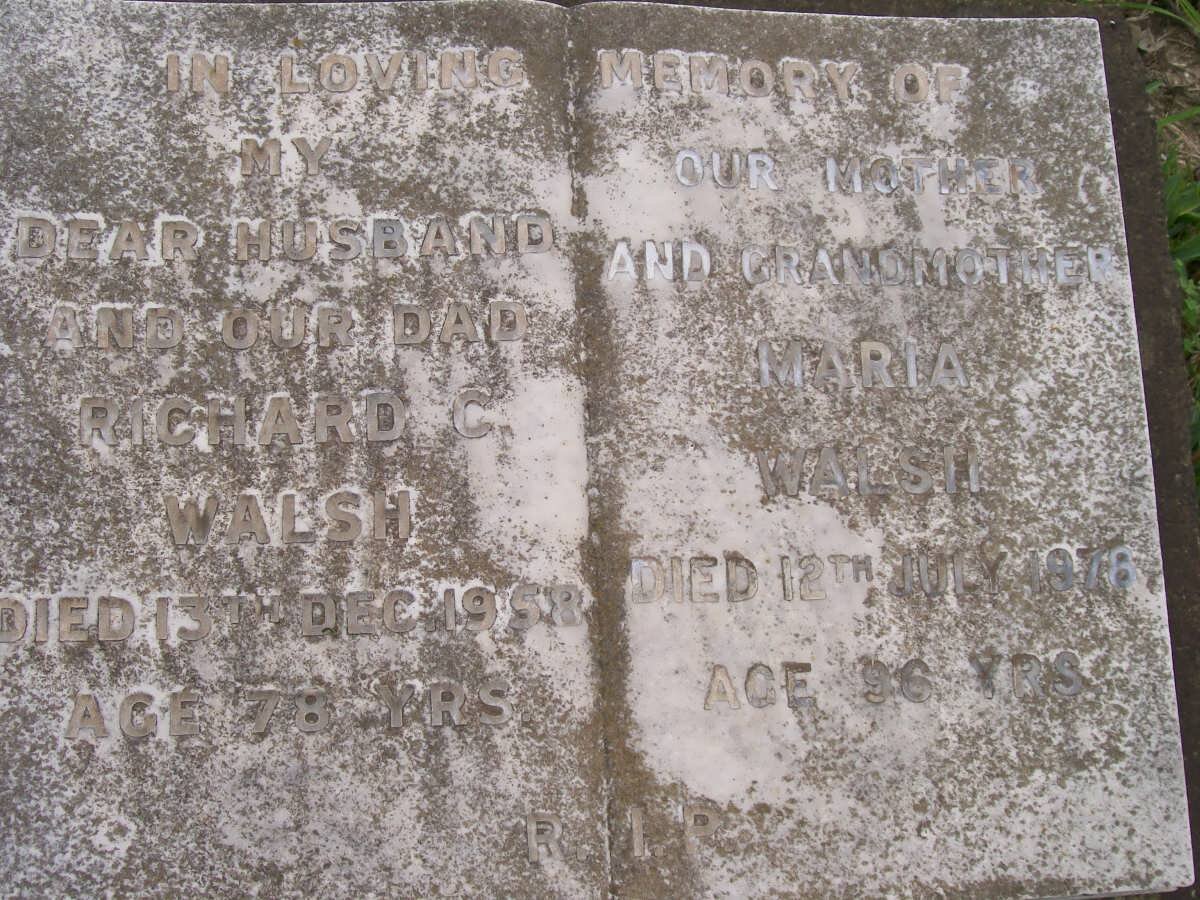 IN LOVING MEMORY OF
MY
DEAR HUSBAND
AND OUR DAD
RICHARD C.
WALSH
DIED 13TH DEC. 1958
AGE 78 YRS.
OUR MOTHER
AND GRANDMOTHER
MARIA
WALSH
DIED 12TH JULY 1978
AGE 96 YRS
R. I. P